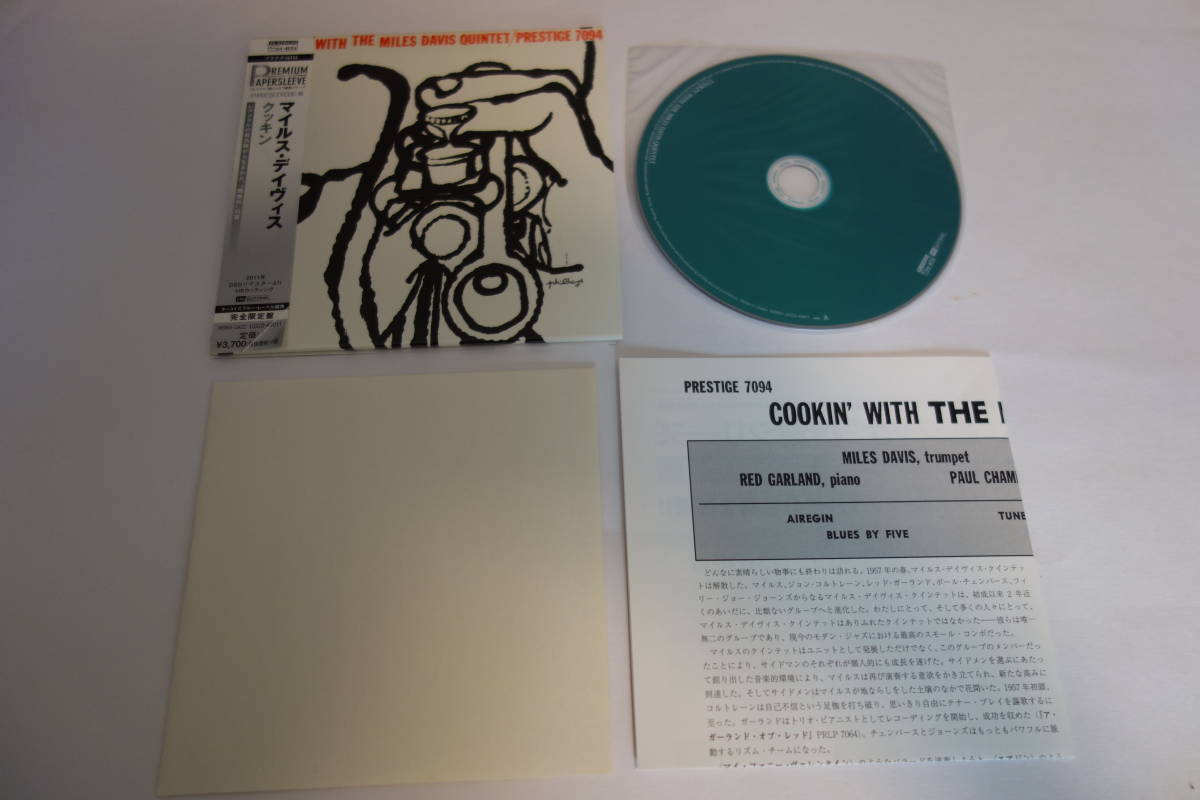 WITH THE MILES DAVIS QUINTET/PRESTIGE 7094
PREMIUM
PAPERSLEEVE
マイルス・デイヴィス
クッキン
2011年
DSDリマスターより
完全限定盤
定価
¥3,700
PRESTIGE 7094
COOKIN' WITH THE
MILES DAVIS, trumpet
RED GARLAND, piano
PAUL CHAM
AIREGIN
TUNE
BLUES BY FIVE
どんなに素晴らしい物事にも終わりは訪れる。1957年の春、マイルス・デイヴィス・クインテッ
トは解散した。マイルス、ジョン・コルトレーン、レッド・ガーランド、ポール・チェンバース、フィ
リー・ジョー・ジョーンズからなるマイルス・デイヴィス・クインテットは、結成以来2年近
くのあいだに、比類ないグループへと進化した。わたしにとって、そして多くの人々にとって、
マイルス・デイヴィス・クインテットはありふれたクインテットではなかった――彼らは唯一
無二のグループであり、現今のモダン・ジャズにおける最高のスモール・コンボだった。
マイルスのクインテットはユニットとして発展しただけでなく、このグループのメンバーだっ
たことにより、サイドマンのそれぞれが個人的にも成長を遂げた。サイドメンを選ぶにあたっ
て創り出した音楽的環境により、マイルスは再び演奏する意欲をかき立てられ、新たな高みに
到達した。そしてサイドメンはマイルスが地ならしをした土壌のなかで花開いた。1957年初頭、
コルトレーンは自己不信という足枷を打ち破り、思いきり自由にテナー・プレイを謳歌するに
至った。ガーランドはトリオ・ピアニストとしてレコーディングを開始し、成功を収めた(『ア・
ガーランド・オブ・レッド』PRLP 7064)。チェンバースとジョーンズはもっともパワフルに脈
動するリズム・チームになった。